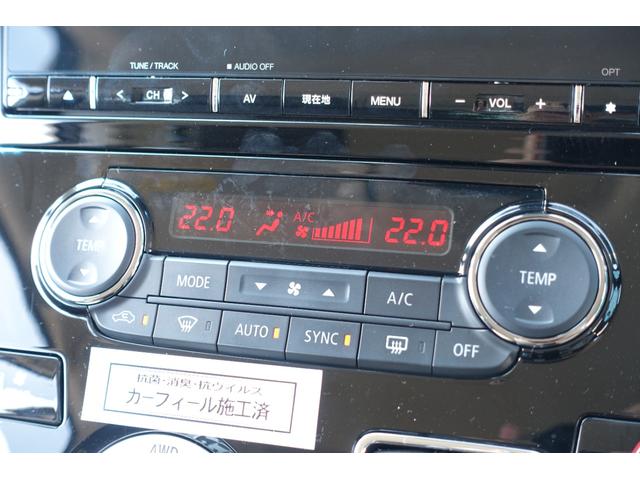 TUNE / TRACK
AUDIO OFF
OPT
< CH >
AV
現在地
MENU
− VOL +
22.0
A/C
22.0
TEMP
TEMP
MODE
A/C
AUTO
SYNC
OFF
抗菌・消臭・抗ウイルス
カーフィール施工済
4WD